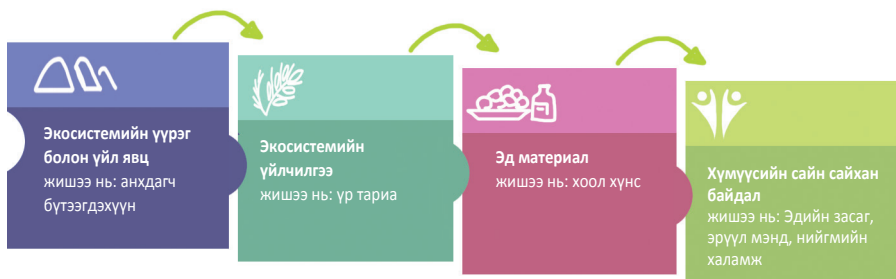 Экосистемийн үүрэг
болон үйл явц
жишээ нь: анхдагч
бүтээгдэхүүн
Экосистемийн
үйлчилгээ
жишээ нь: үр тариа
Эд материал
жишээ нь: хоол хүнс
Хүмүүсийн сайн сайхан
байдал
жишээ нь: Эдийн засаг,
эрүүл мэнд, нийгмийн
халамж